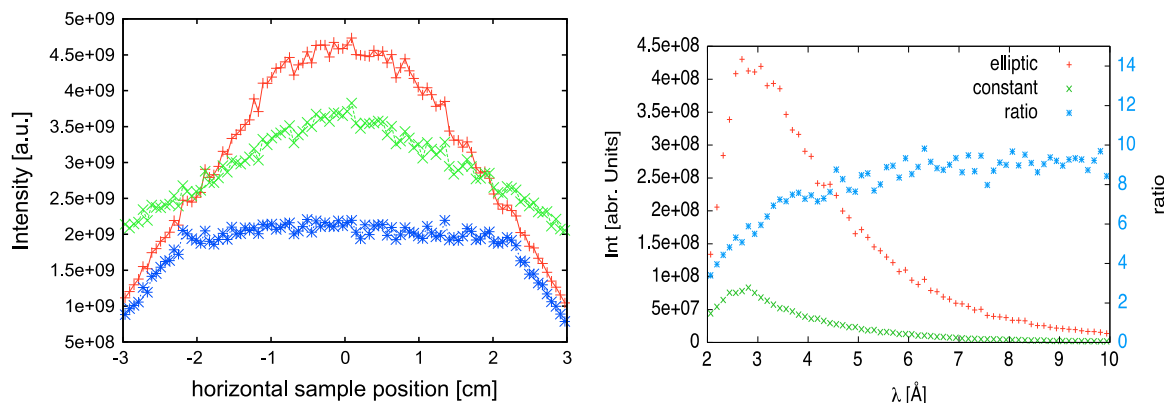 5e+09
4.5e+09
4e+09
3.5e+09
3e+09
2.5e+09
2e+09
1.5e+09
1e+09
5e+08
Intensity [a.u.]
-3 -2 -1 0 1 2 3
horizontal sample position [cm]
4.5e+08
4e+08
3.5e+08
3e+08
2.5e+08
2e+08
1.5e+08
1e+08
5e+07
0
Int [abr. Units]
elliptic
constant
ratio
14
12
10
8
6
4
2
0
ratio
2 3 4 5 6 7 8 9 10
λ [Å]